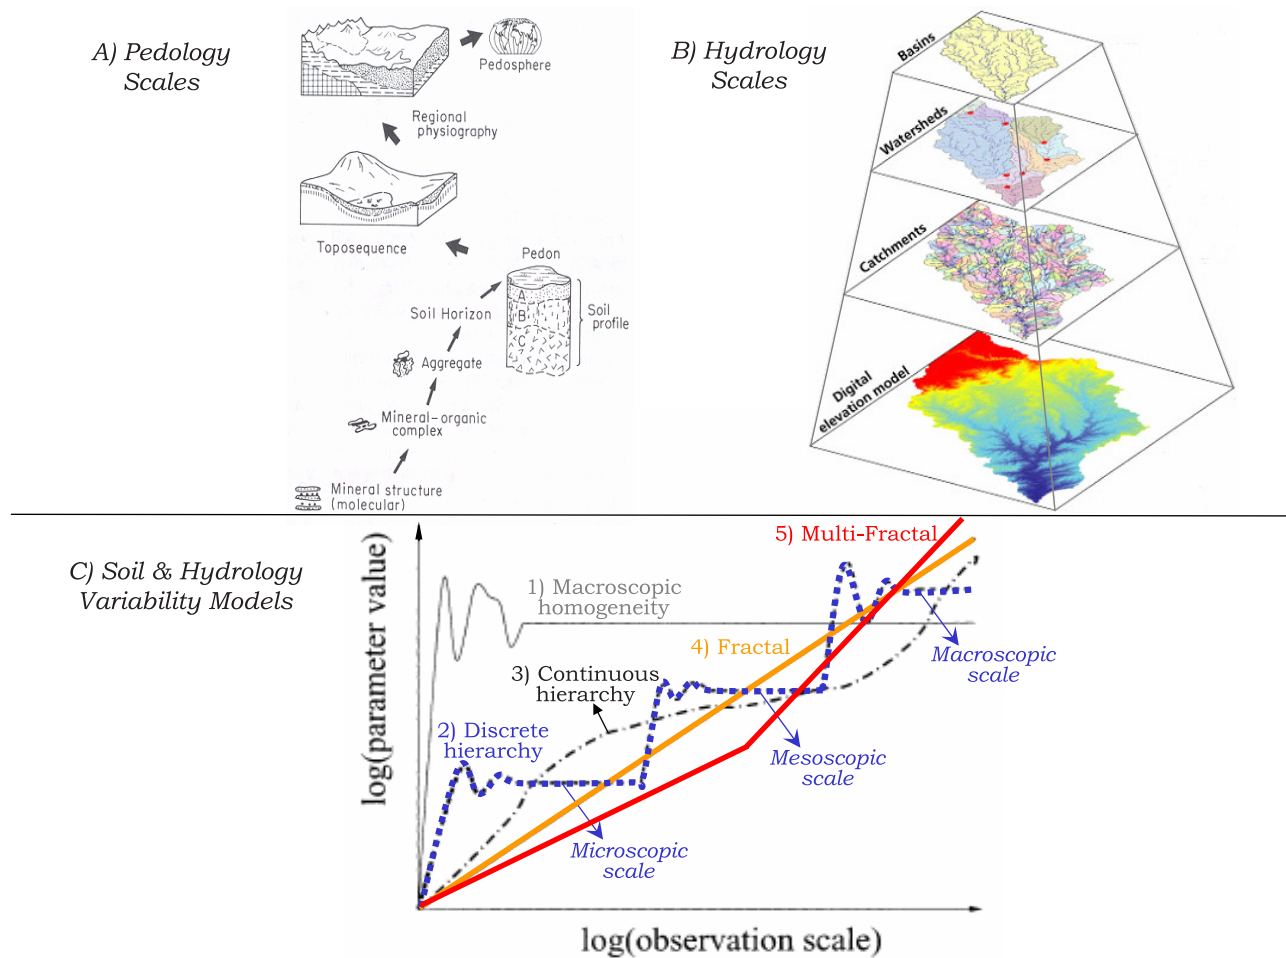 A) Pedology
Scales
Pedosphere
Regional
physiography
Toposequence
Pedon
A
B
C
Soil
profile
Soil Horizon
Aggregate
Mineral-organic
complex
Mineral structure
(molecular)
B) Hydrology
Scales
Basins
Watersheds
Catchments
Digital
elevation model
C) Soil & Hydrology
Variability Models
5) Multi-Fractal
1) Macroscopic
homogeneity
4) Fractal
3) Continuous
hierarchy
2) Discrete
hierarchy
Macroscopic
scale
Mesoscopic
scale
Microscopic
scale
log(parameter value)
log(observation scale)